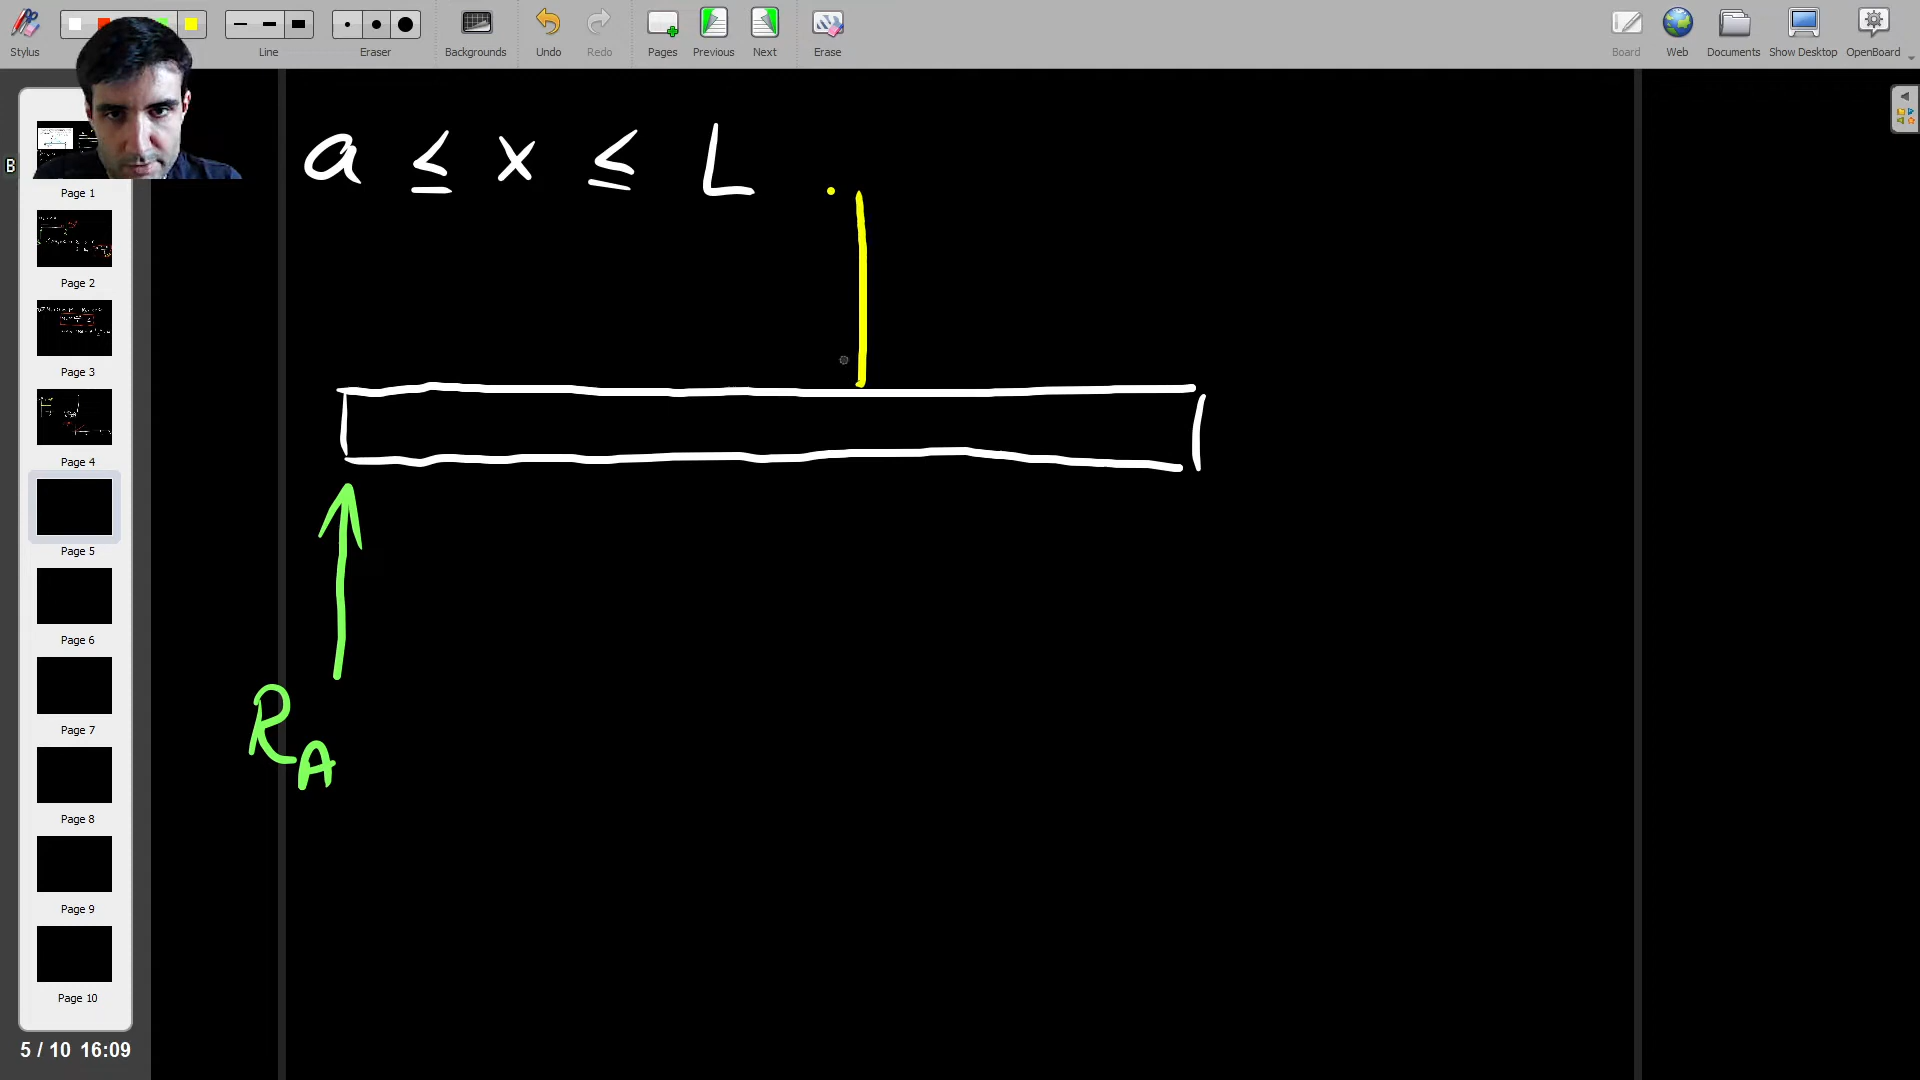 Stylus
Line
Eraser
Backgrounds
Undo
Redo
Pages
Previous
Next
Erase
Board
Web
Documents
Show Desktop
OpenBoard
B
Page 1
Page 2
Page 3
Page 4
Page 5
Page 6
Page 7
Page 8
Page 9
Page 10
5 / 10 16:09
a ≤ x ≤ L
R_A